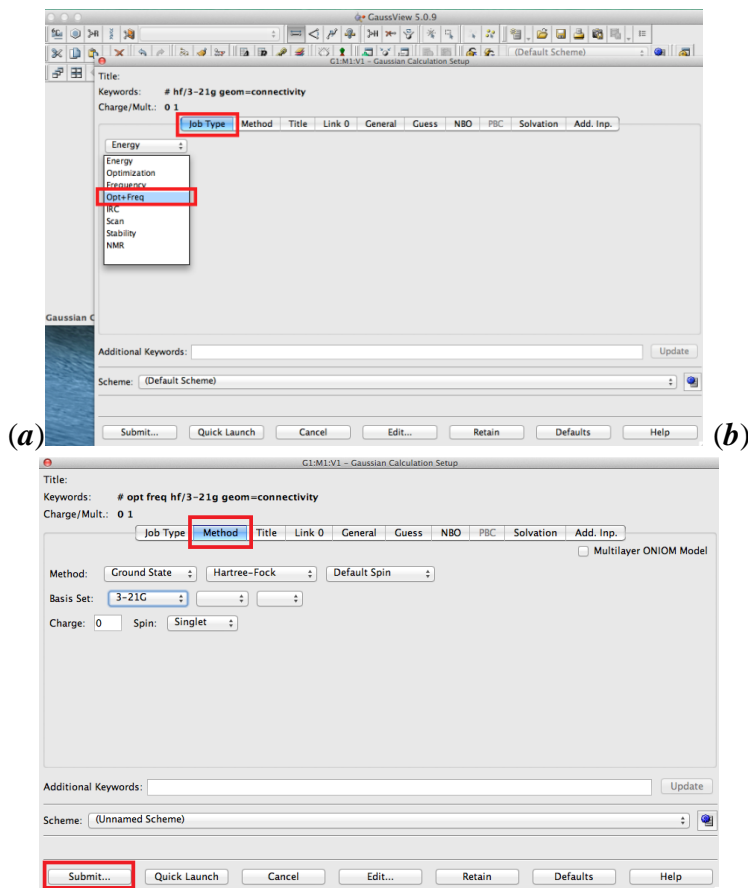 GaussView 5.0.9
(Default Scheme)
G1:M1:V1 - Gaussian Calculation Setup
Title:
Keywords: # hf/3-21g geom=connectivity
Charge/Mult.: 0 1
Job Type Method Title Link 0 General Guess NBO PBC Solvation Add. Inp.
Energy
Energy
Optimization
Frequency
Opt+Freq
IRC
Scan
Stability
NMR
Gaussian C
Additional Keywords: Update
Scheme: (Default Scheme)
Submit... Quick Launch Cancel Edit... Retain Defaults Help
(a) (b)
G1:M1:V1 - Gaussian Calculation Setup
Title:
Keywords: # opt freq hf/3-21g geom=connectivity
Charge/Mult.: 0 1
Job Type Method Title Link 0 General Guess NBO PBC Solvation Add. Inp.
Multilayer ONIOM Model
Method: Ground State Hartree-Fock Default Spin
Basis Set: 3-21G
Charge: 0 Spin: Singlet
Additional Keywords: Update
Scheme: (Unnamed Scheme)
Submit... Quick Launch Cancel Edit... Retain Defaults Help